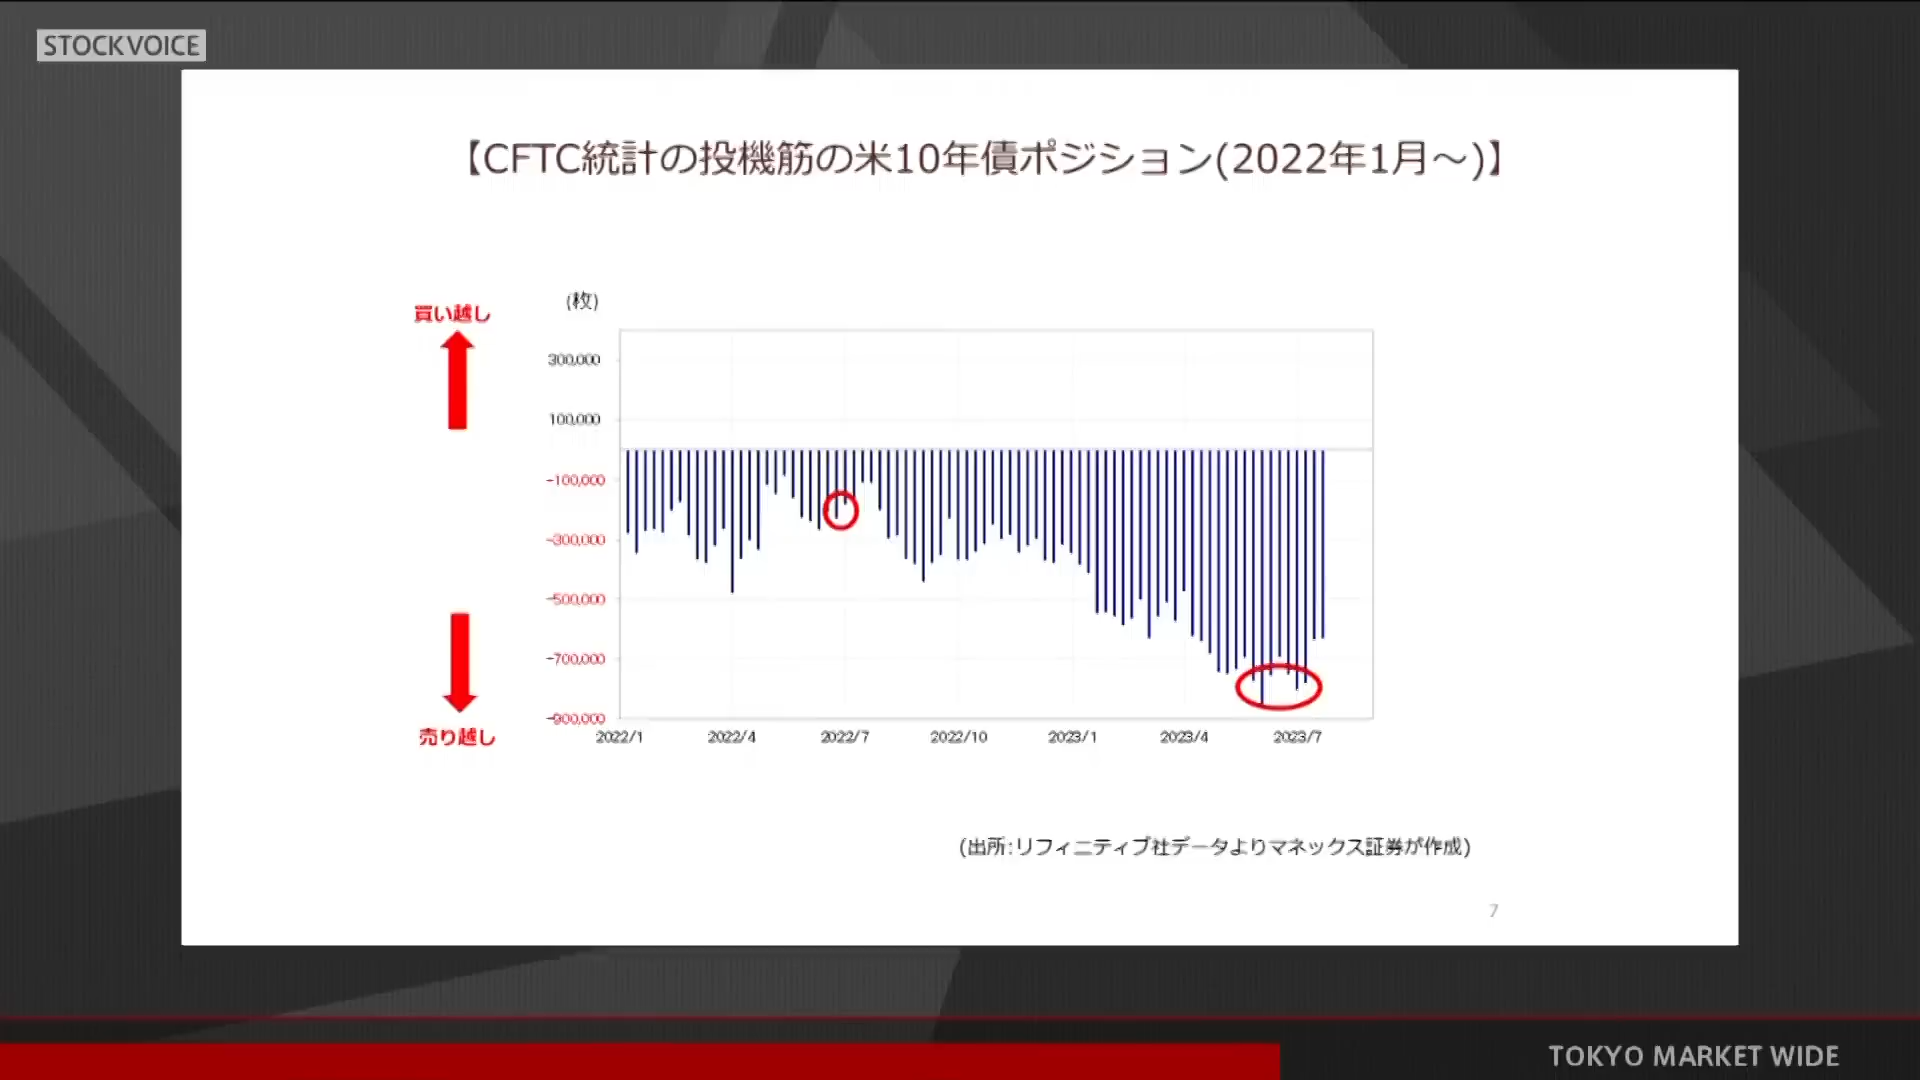 STOCKVOICE
【CFTC統計の投機筋の米10年債ポジション(2022年1月～)】
買い越し
(枚)
300,000
100,000
-100,000
-300,000
-500,000
-700,000
-900,000
売り越し
2022/1 2022/4 2022/7 2022/10 2023/1 2023/4 2023/7
(出所:リフィニティブ社データよりマネックス証券が作成)
7
TOKYO MARKET WIDE